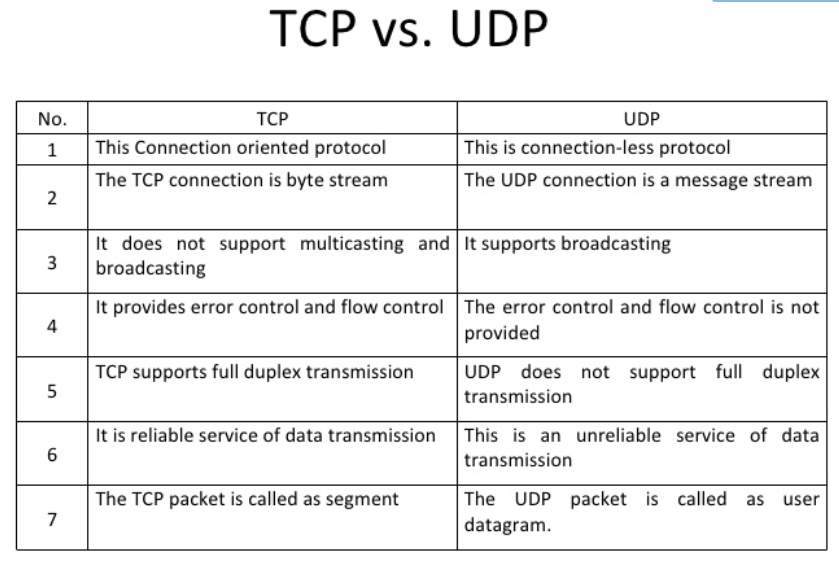 TCP vs. UDP
No. TCP UDP
1 This Connection oriented protocol This is connection-less protocol
2 The TCP connection is byte stream The UDP connection is a message stream
3 It does not support multicasting and broadcasting It supports broadcasting
4 It provides error control and flow control The error control and flow control is not provided
5 TCP supports full duplex transmission UDP does not support full duplex transmission
6 It is reliable service of data transmission This is an unreliable service of data transmission
7 The TCP packet is called as segment The UDP packet is called as user datagram.